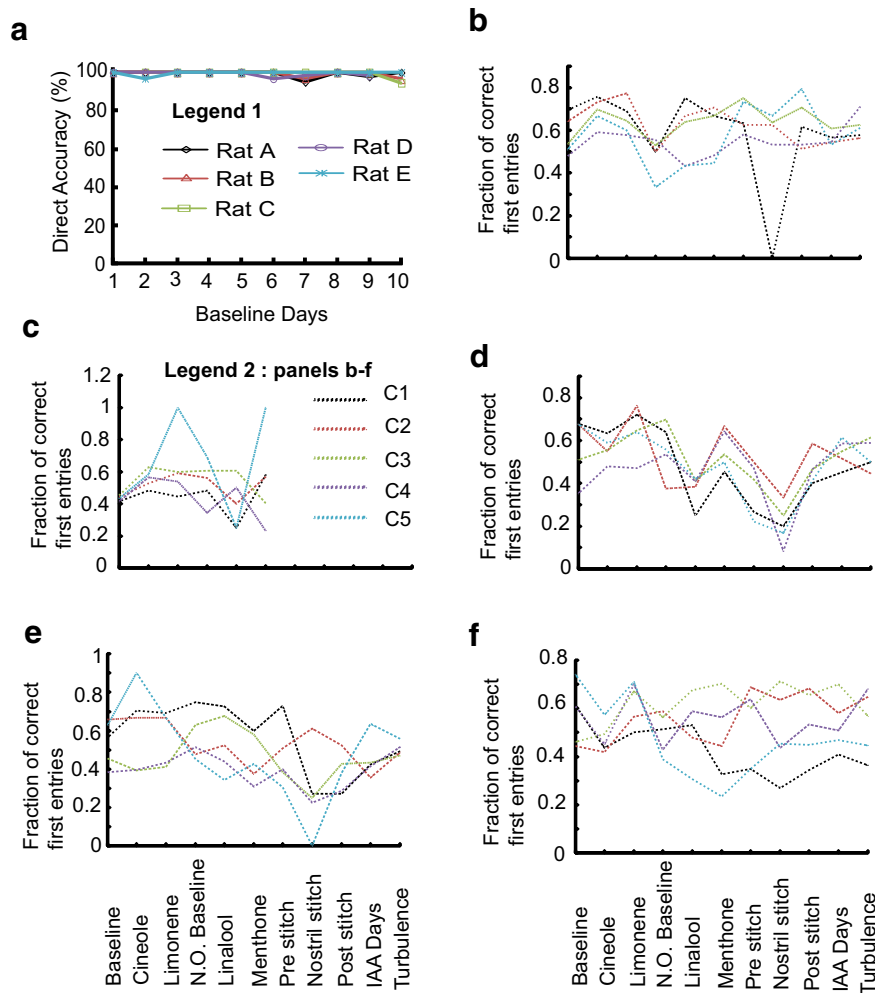 a
Direct Accuracy (%)
100
80
60
40
20
0
Legend 1
Rat A
Rat B
Rat C
Rat D
Rat E
1 2 3 4 5 6 7 8 9 10
Baseline Days
b
Fraction of correct
first entries
0.8
0.6
0.4
0.2
0
c
Legend 2 : panels b-f
Fraction of correct
first entries
1.2
1
0.8
0.6
0.4
0.2
0
C1
C2
C3
C4
C5
d
Fraction of correct
first entries
0.8
0.6
0.4
0.2
0
e
Fraction of correct
first entries
1
0.8
0.6
0.4
0.2
0
Baseline
Cineole
Limonene
N.O. Baseline
Linalool
Menthone
Pre stitch
Nostril stitch
Post stitch
IAA Days
Turbulence
f
Fraction of correct
first entries
0.8
0.6
0.4
0.2
0
Baseline
Cineole
Limonene
N.O. Baseline
Linalool
Menthone
Pre stitch
Nostril stitch
Post stitch
IAA Days
Turbulence